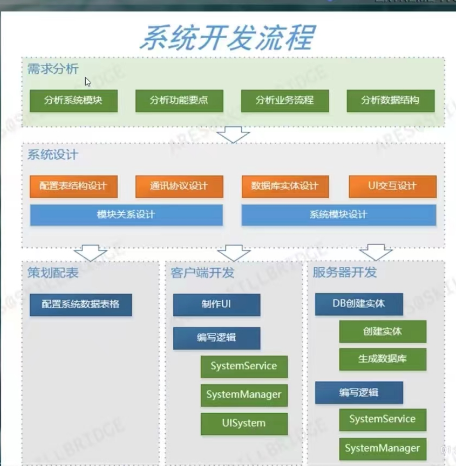 系统开发流程
需求分析
分析系统模块
分析功能要点
分析业务流程
分析数据结构
系统设计
配置表结构设计
通讯协议设计
数据库实体设计
UI交互设计
模块关系设计
系统模块设计
策划配表
配置系统数据表格
客户端开发
制作UI
编写逻辑
SystemService
SystemManager
UISystem
服务器开发
DB创建实体
创建实体
生成数据库
编写逻辑
SystemService
SystemManager